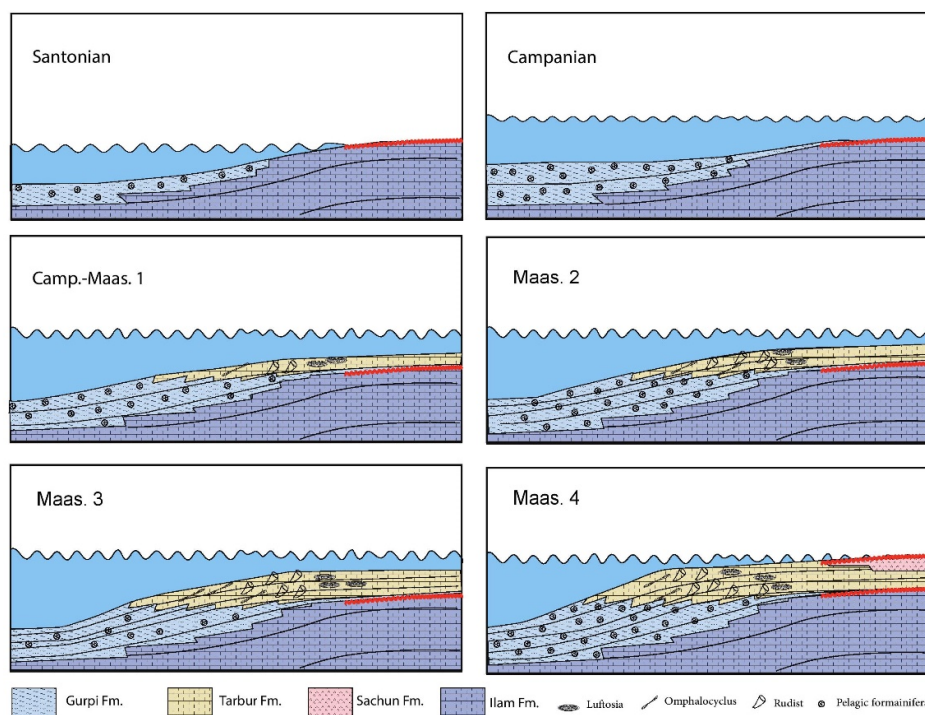 Santonian
Campanian
Camp.-Maas. 1
Maas. 2
Maas. 3
Maas. 4
Gurpi Fm. Tarbur Fm. Sachun Fm. Ilam Fm. Luftosia Omphalocyclus Rudist Pelagic formainifera